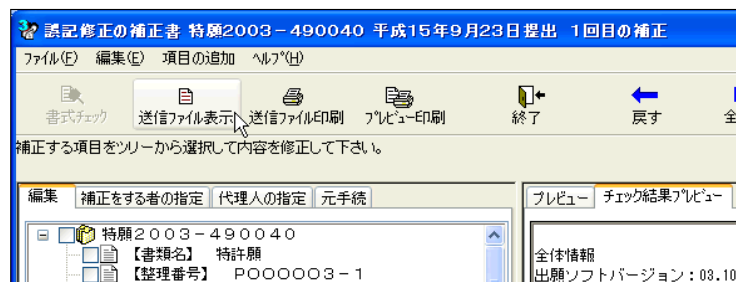 誤記修正の補正書 特願2003-490040 平成15年9月23日提出 1回目の補正
ファイル(F) 編集(E) 項目の追加 ヘルプ(H)
書式チェック 送信ファイル表示 送信ファイル印刷 プレビュー印刷 終了 戻す 全
補正する項目をツリーから選択して内容を修正して下さい。
編集 補正をする者の指定 代理人の指定 元手続 プレビュー チェック結果プレビュー
特願2003-490040
【書類名】 特許願
【整理番号】 P000003-1
全体情報
出願ソフトバージョン:03.10